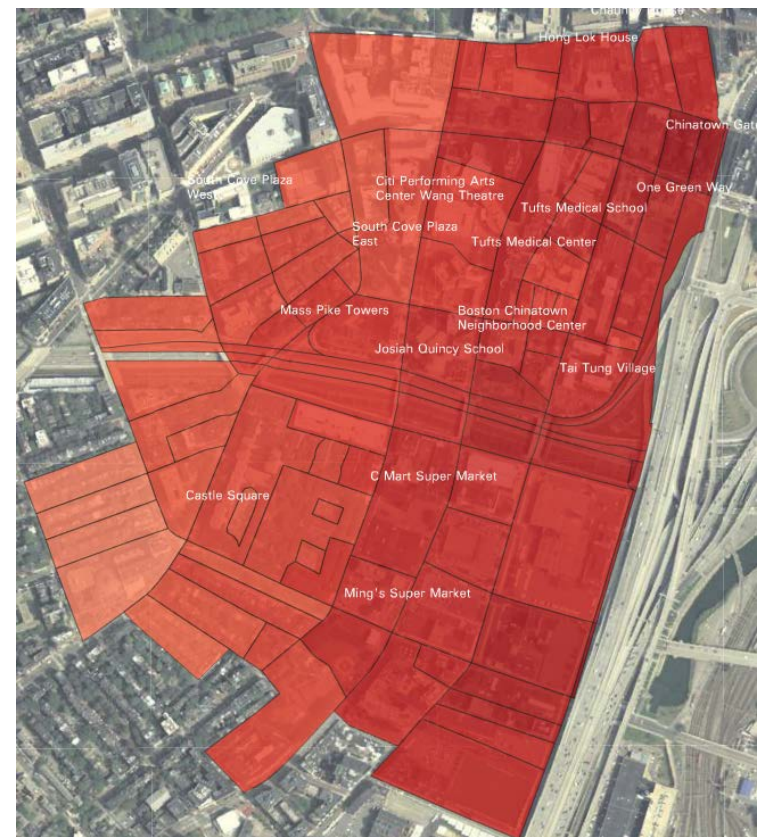 Hong Lok House
Chinatown Gate
South Cove Plaza
West
Citi Performing Arts
Center Wang Theatre
One Green Way
Tufts Medical School
South Cove Plaza
East
Tufts Medical Center
Mass Pike Towers
Boston Chinatown
Neighborhood Center
Josiah Quincy School
Tai Tung Village
C Mart Super Market
Castle Square
Ming's Super Market